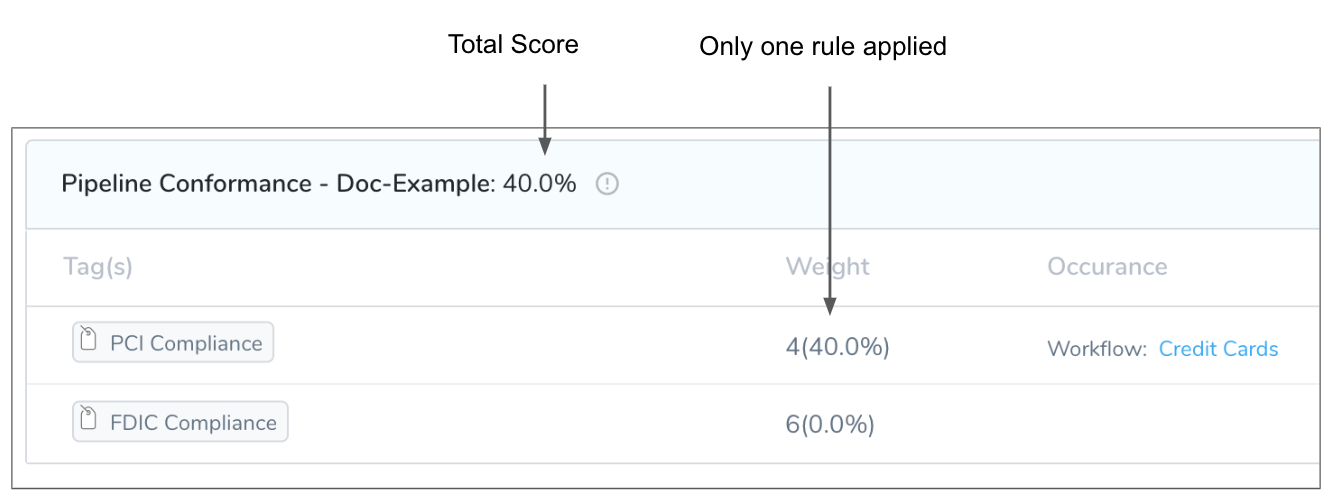 Total Score
Only one rule applied
Pipeline Conformance - Doc-Example: 40.0%
Tag(s) Weight Occurance
PCI Compliance 4(40.0%) Workflow: Credit Cards
FDIC Compliance 6(0.0%)